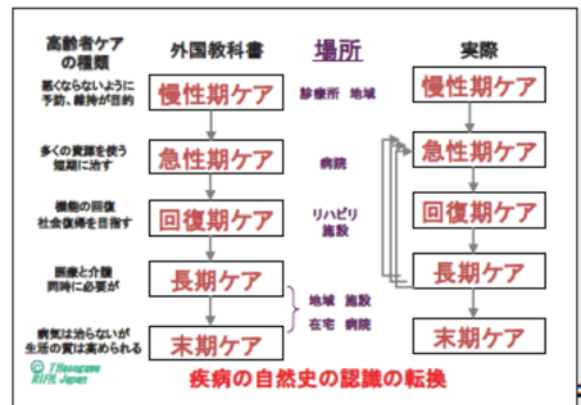 高齢者ケア
の種類
外国教科書
場所
実際
悪くならないように
予防、維持が目的
慢性期ケア
診療所 地域
慢性期ケア
多くの資源を使う
短期に治す
急性期ケア
病院
急性期ケア
機能の回復
社会復帰を目指す
回復期ケア
リハビリ
施設
回復期ケア
医療と介護
同時に必要が
長期ケア
地域 施設
在宅 病院
長期ケア
病気は治らないが
生活の質は高められる
末期ケア
末期ケア
© THasegawa
RIFH, Japan
疾病の自然史の認識の転換